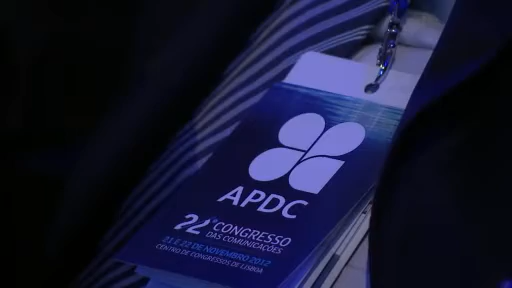 APDC
22º CONGRESSO
DAS COMUNICAÇÕES
21 E 22 DE NOVEMBRO 2012
CENTRO DE CONGRESSOS DE LISBOA